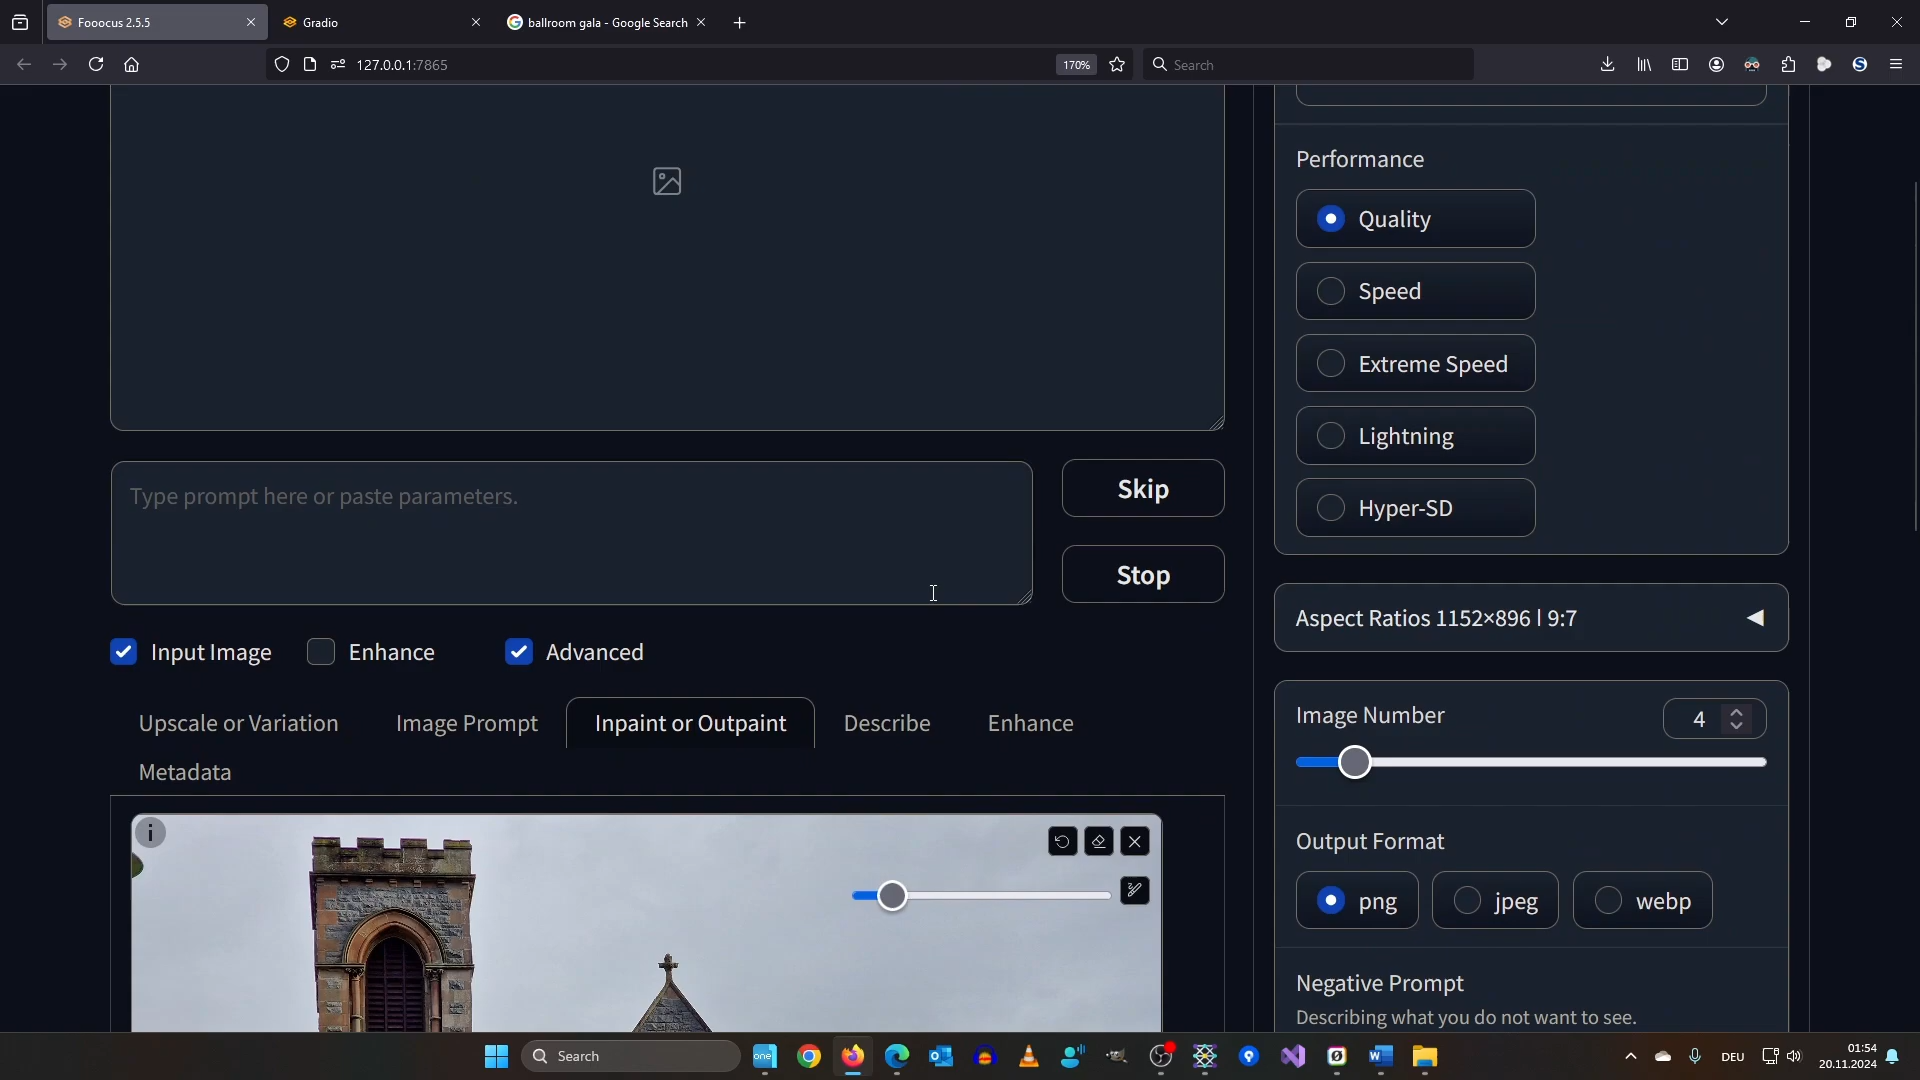 Fooocus 2.5.5
Gradio
ballroom gala - Google Search
127.0.0.1:7865
170%
Search
Performance
Quality
Speed
Extreme Speed
Lightning
Hyper-SD
Type prompt here or paste parameters.
Skip
Stop
Input Image
Enhance
Advanced
Aspect Ratios 1152×896 | 9:7
Upscale or Variation
Image Prompt
Inpaint or Outpaint
Describe
Enhance
Metadata
Image Number
4
Output Format
png
jpeg
webp
Negative Prompt
Describing what you do not want to see.
Search
DEU
01:54
20.11.2024